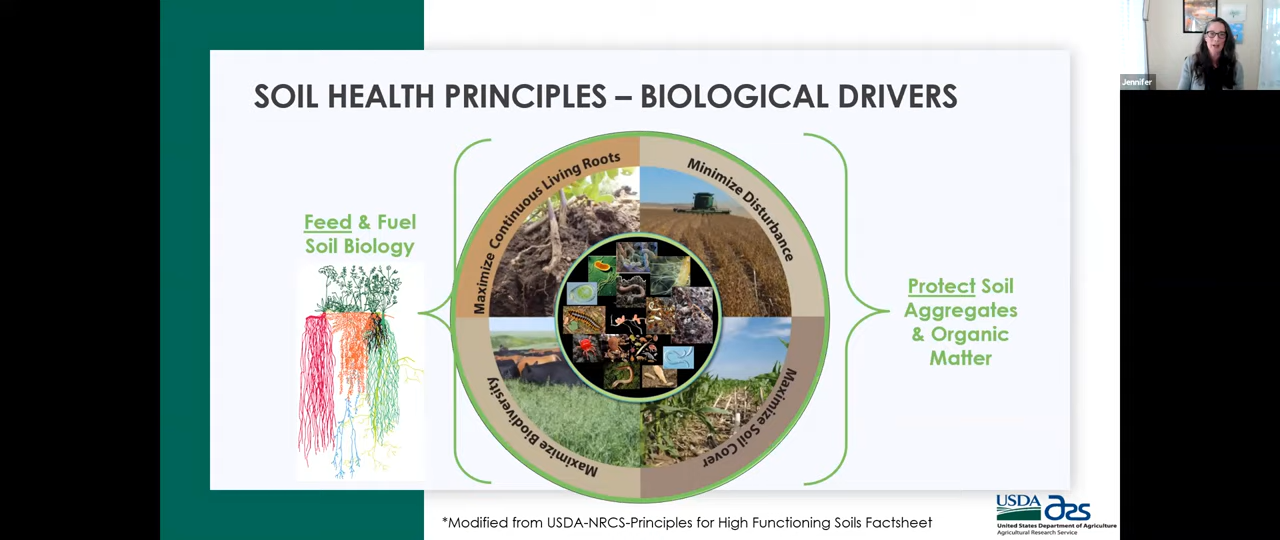 Jennifer
SOIL HEALTH PRINCIPLES – BIOLOGICAL DRIVERS
Feed & Fuel
Soil Biology
Maximize Continuous Living Roots
Minimize Disturbance
Maximize Biodiversity
Maximize Soil Cover
Protect Soil
Aggregates
& Organic
Matter
*Modified from USDA-NRCS-Principles for High Functioning Soils Factsheet
USDA ars
United States Department of Agriculture
Agricultural Research Service